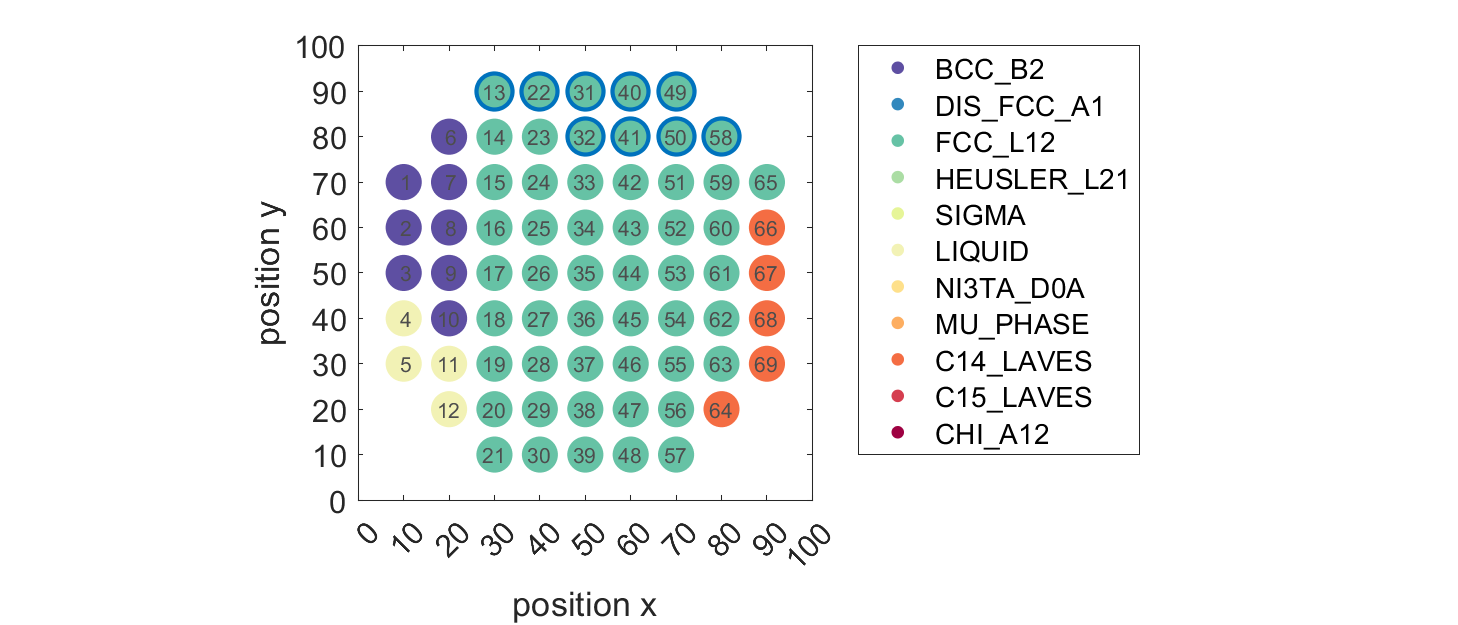 100
90 13 22 31 40 49
80 6 14 23 32 41 50 58
70 1 7 15 24 33 42 51 59 65
60 2 8 16 25 34 43 52 60 66
50 3 9 17 26 35 44 53 61 67
40 4 10 18 27 36 45 54 62 68
30 5 11 19 28 37 46 55 63 69
20 12 20 29 38 47 56 64
10 21 30 39 48 57
0
0 10 20 30 40 50 60 70 80 90 100
position x
position y
BCC_B2
DIS_FCC_A1
FCC_L12
HEUSLER_L21
SIGMA
LIQUID
NI3TA_D0A
MU_PHASE
C14_LAVES
C15_LAVES
CHI_A12